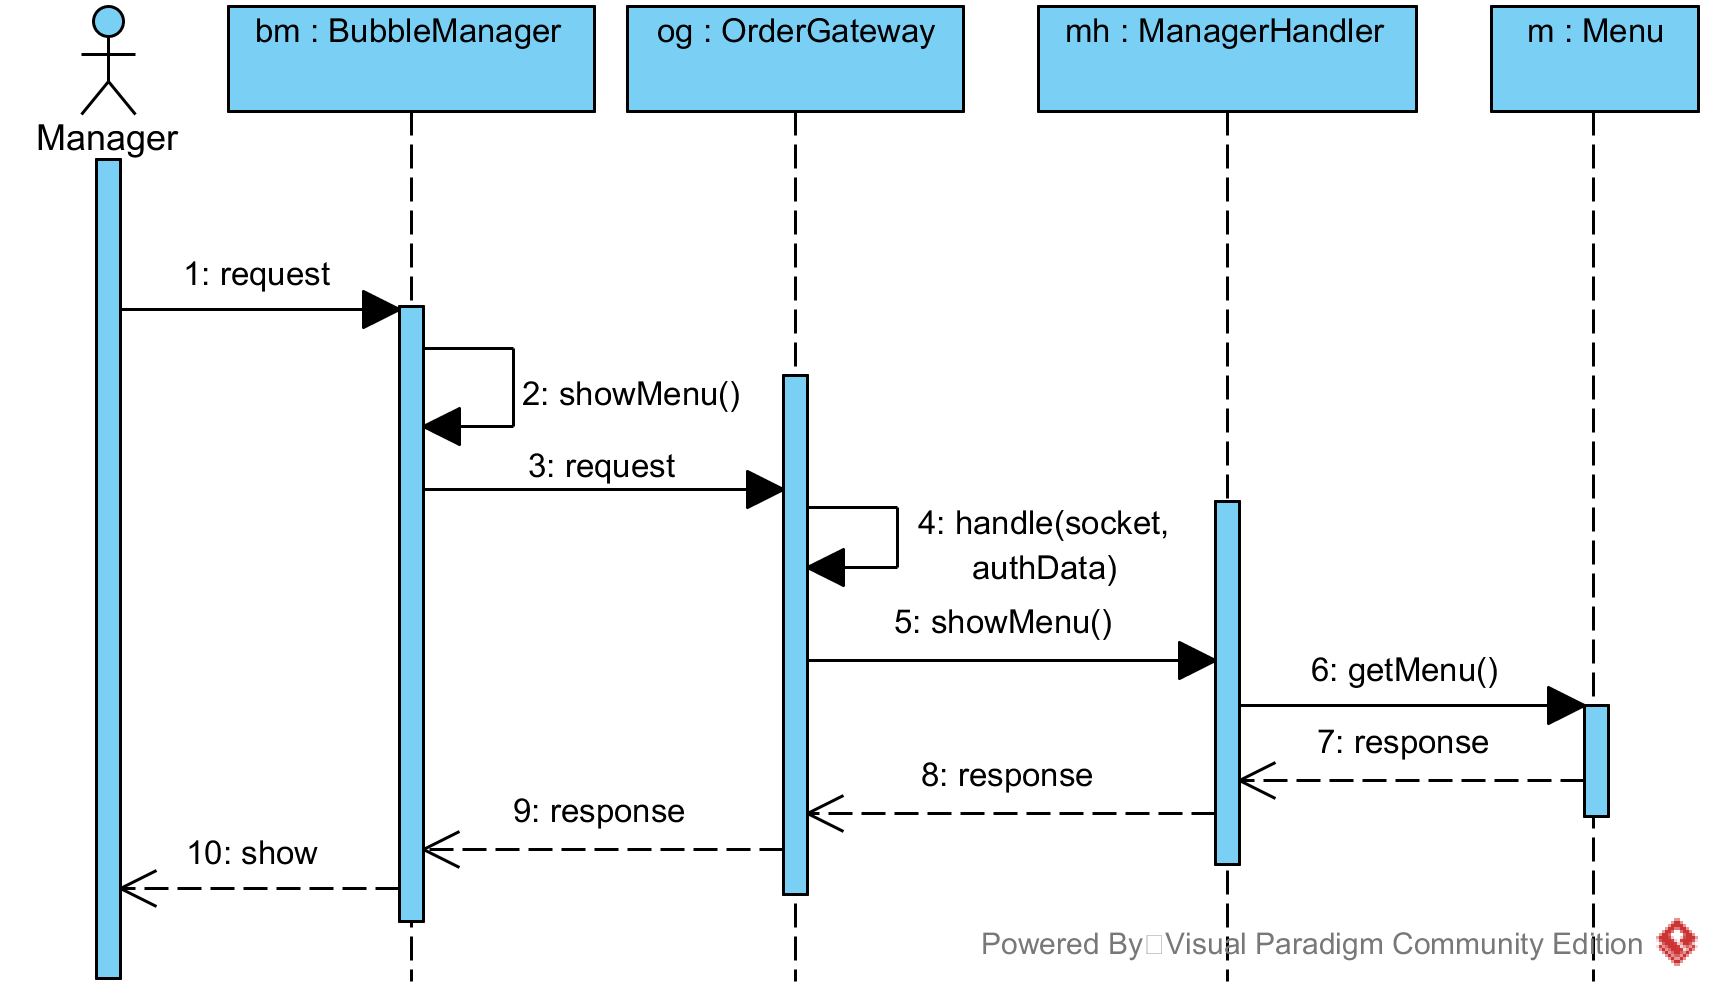 bm : BubbleManager
og : OrderGateway
mh : ManagerHandler
m : Menu
Manager
1: request
2: showMenu()
3: request
4: handle(socket,
authData)
5: showMenu()
6: getMenu()
7: response
8: response
9: response
10: show
Powered By Visual Paradigm Community Edition